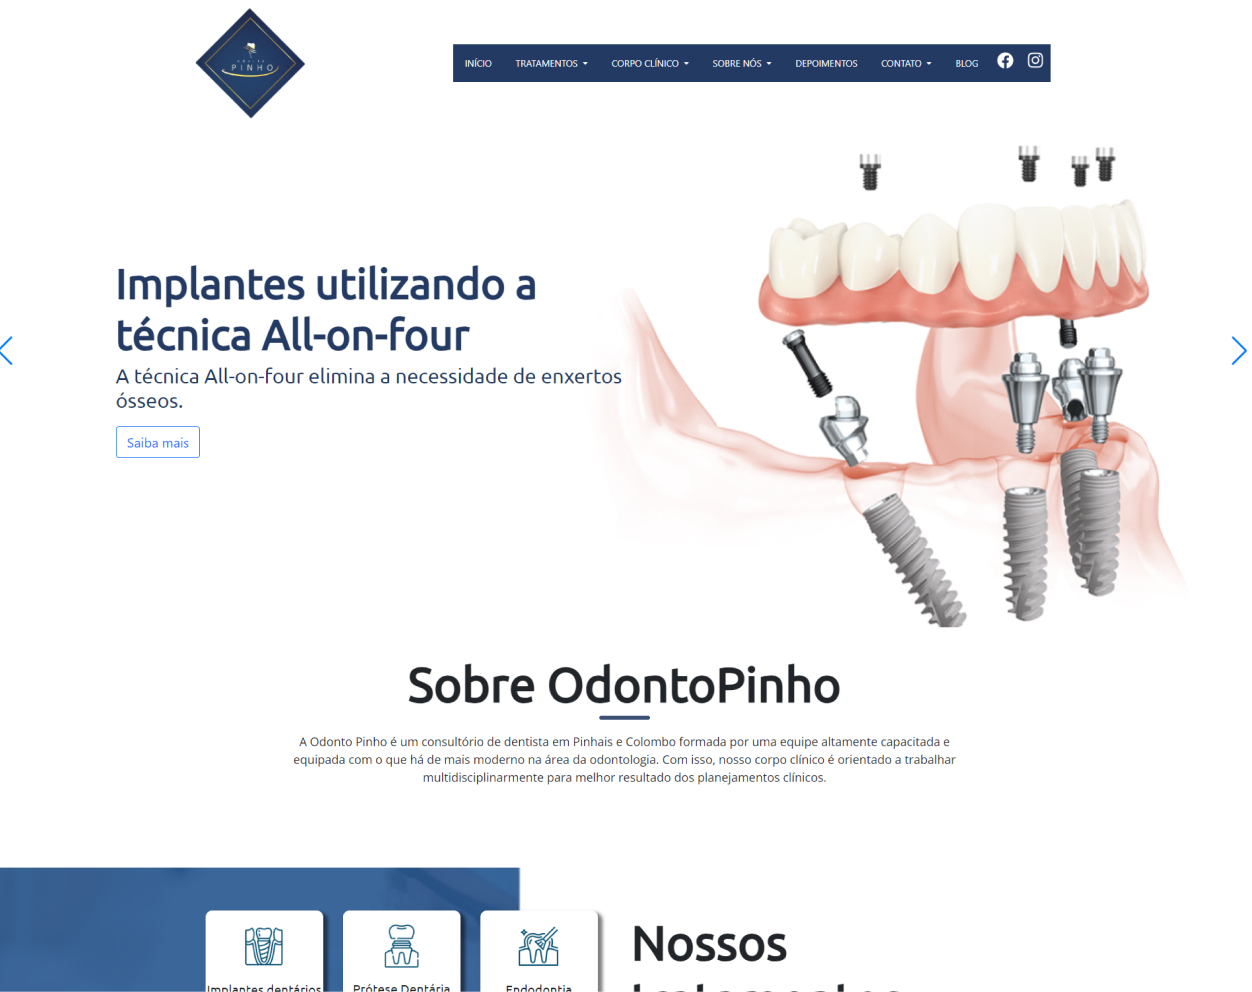 PINHO
INÍCIO TRATAMENTOS CORPO CLÍNICO SOBRE NÓS DEPOIMENTOS CONTATO BLOG
Implantes utilizando a
técnica All-on-four
A técnica All-on-four elimina a necessidade de enxertos
ósseos.
Saiba mais
Sobre OdontoPinho
A Odonto Pinho é um consultório de dentista em Pinhais e Colombo formada por uma equipe altamente capacitada e
equipada com o que há de mais moderno na área da odontologia. Com isso, nosso corpo clínico é orientado a trabalhar
multidisciplinarmente para melhor resultado dos planejamentos clínicos.
Implantes dentários
Prótese Dentária
Endodontia
Nossos